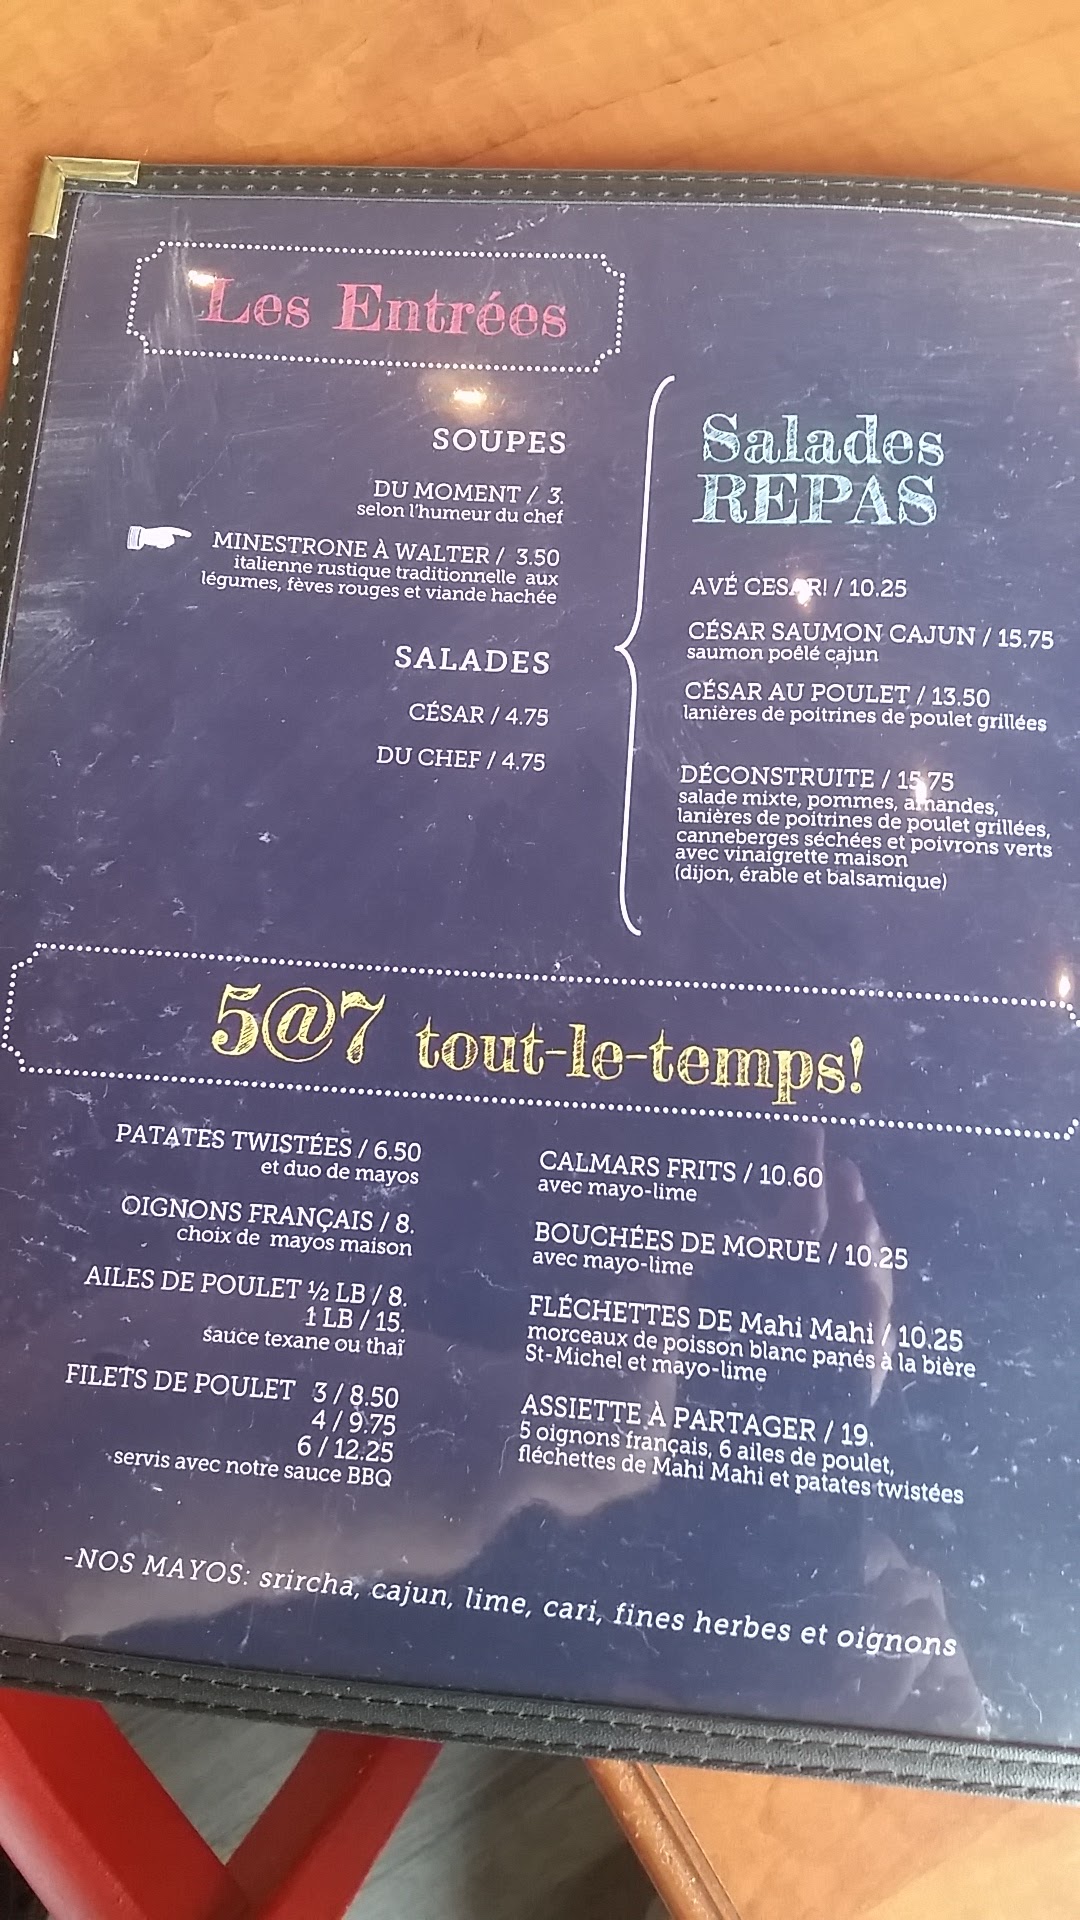 Les Entrées
SOUPES
DU MOMENT / 3.
selon l'humeur du chef
MINESTRONE À WALTER / 3.50
italienne rustique traditionnelle aux
légumes, fèves rouges et viande hachée
SALADES
CÉSAR / 4.75
DU CHEF / 4.75
Salades
REPAS
AVÉ CESAR! / 10.25
CÉSAR SAUMON CAJUN / 15.75
saumon poêlé cajun
CÉSAR AU POULET / 13.50
lanières de poitrines de poulet grillées
DÉCONSTRUITE / 15.75
salade mixte, pommes, amandes,
lanières de poitrines de poulet grillées,
canneberges séchées et poivrons verts
avec vinaigrette maison
(dijon, érable et balsamique)
5@7 tout-le-temps!
PATATES TWISTÉES / 6.50
et duo de mayos
OIGNONS FRANÇAIS / 8.
choix de mayos maison
AILES DE POULET ½ LB / 8.
1 LB / 15.
sauce texane ou thaï
FILETS DE POULET 3 / 8.50
4 / 9.75
6 / 12.25
servis avec notre sauce BBQ
CALMARS FRITS / 10.60
avec mayo-lime
BOUCHÉES DE MORUE / 10.25
avec mayo-lime
FLÉCHETTES DE Mahi Mahi / 10.25
morceaux de poisson blanc panés à la bière
St-Michel et mayo-lime
ASSIETTE À PARTAGER / 19.
5 oignons français, 6 ailes de poulet,
fléchettes de Mahi Mahi et patates twistées
-NOS MAYOS: srircha, cajun, lime, cari, fines herbes et oignons